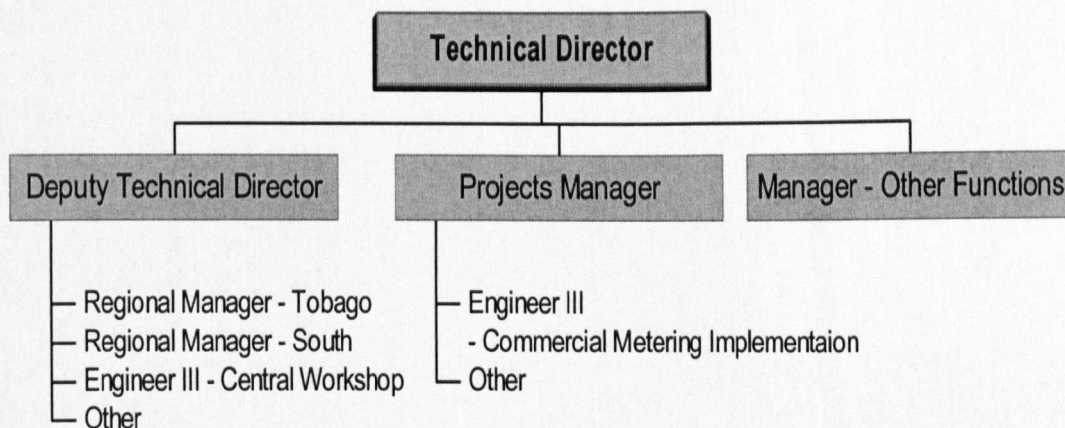 Technical Director
Deputy Technical Director
Projects Manager
Manager - Other Functions
Regional Manager - Tobago
Regional Manager - South
Engineer III - Central Workshop
Other
Engineer III
- Commercial Metering Implementaion
Other